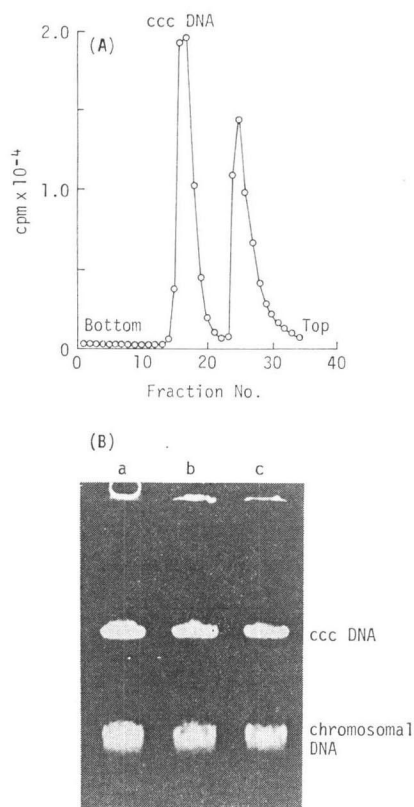 (A)
ccc DNA
2.0
1.0
0
cpm x 10-4
Bottom
Top
0 10 20 30 40
Fraction No.
(B)
a b c
ccc DNA
chromosomal
DNA